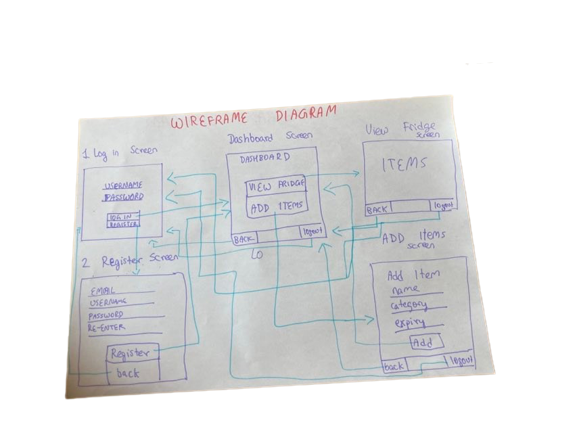 WIREFRAME DIAGRAM
1 Log in Screen
USERNAME
PASSWORD
LOG IN
REGISTER
Dashboard Screen
DASHBOARD
VIEW FRIDGE
ADD ITEMS
BACK
logout
LO
View Fridge
screen
ITEMS
BACK
logout
2 Register Screen
EMAIL
USERNAME
PASSWORD
RE-ENTER
Register
back
ADD Items
screen
Add Item
name
category
expiry
Add
back
logout